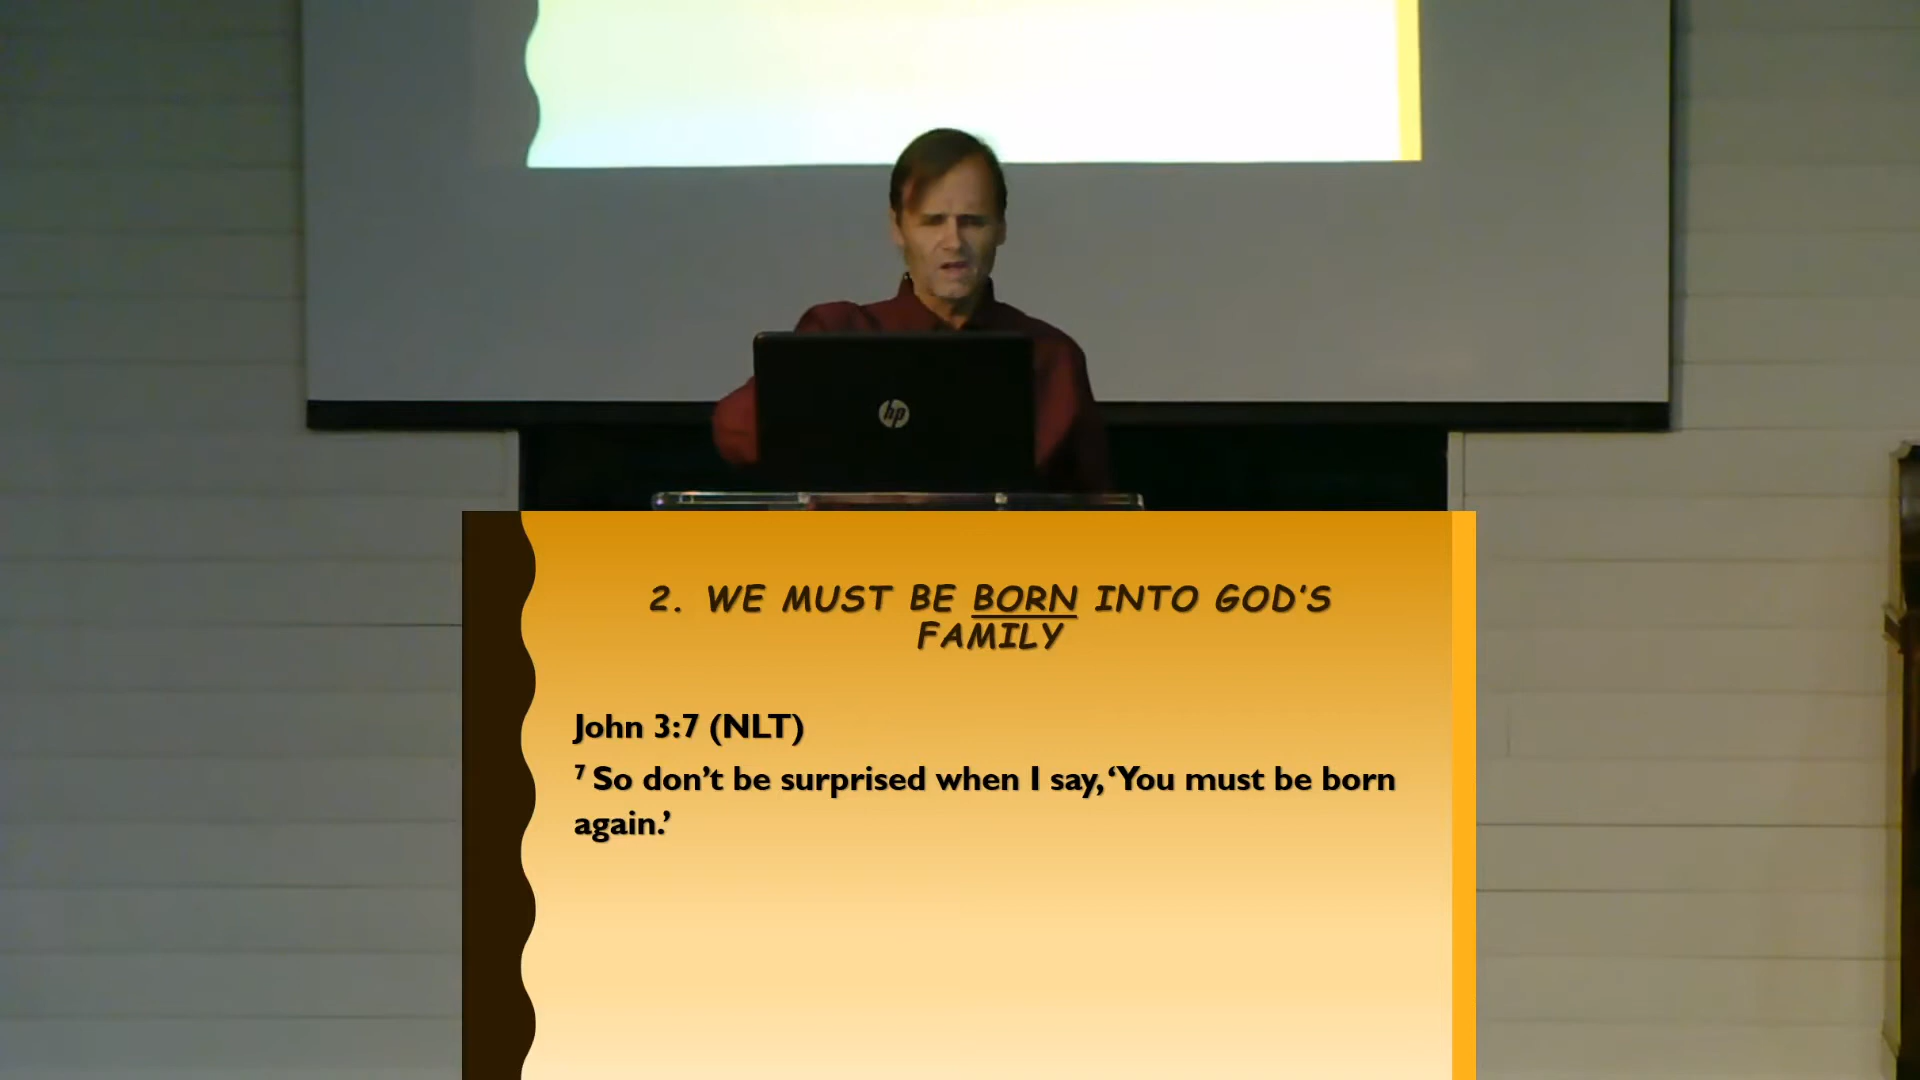 hp
2. WE MUST BE BORN INTO GOD'S
FAMILY
John 3:7 (NLT)
⁷ So don’t be surprised when I say, ‘You must be born
again.’